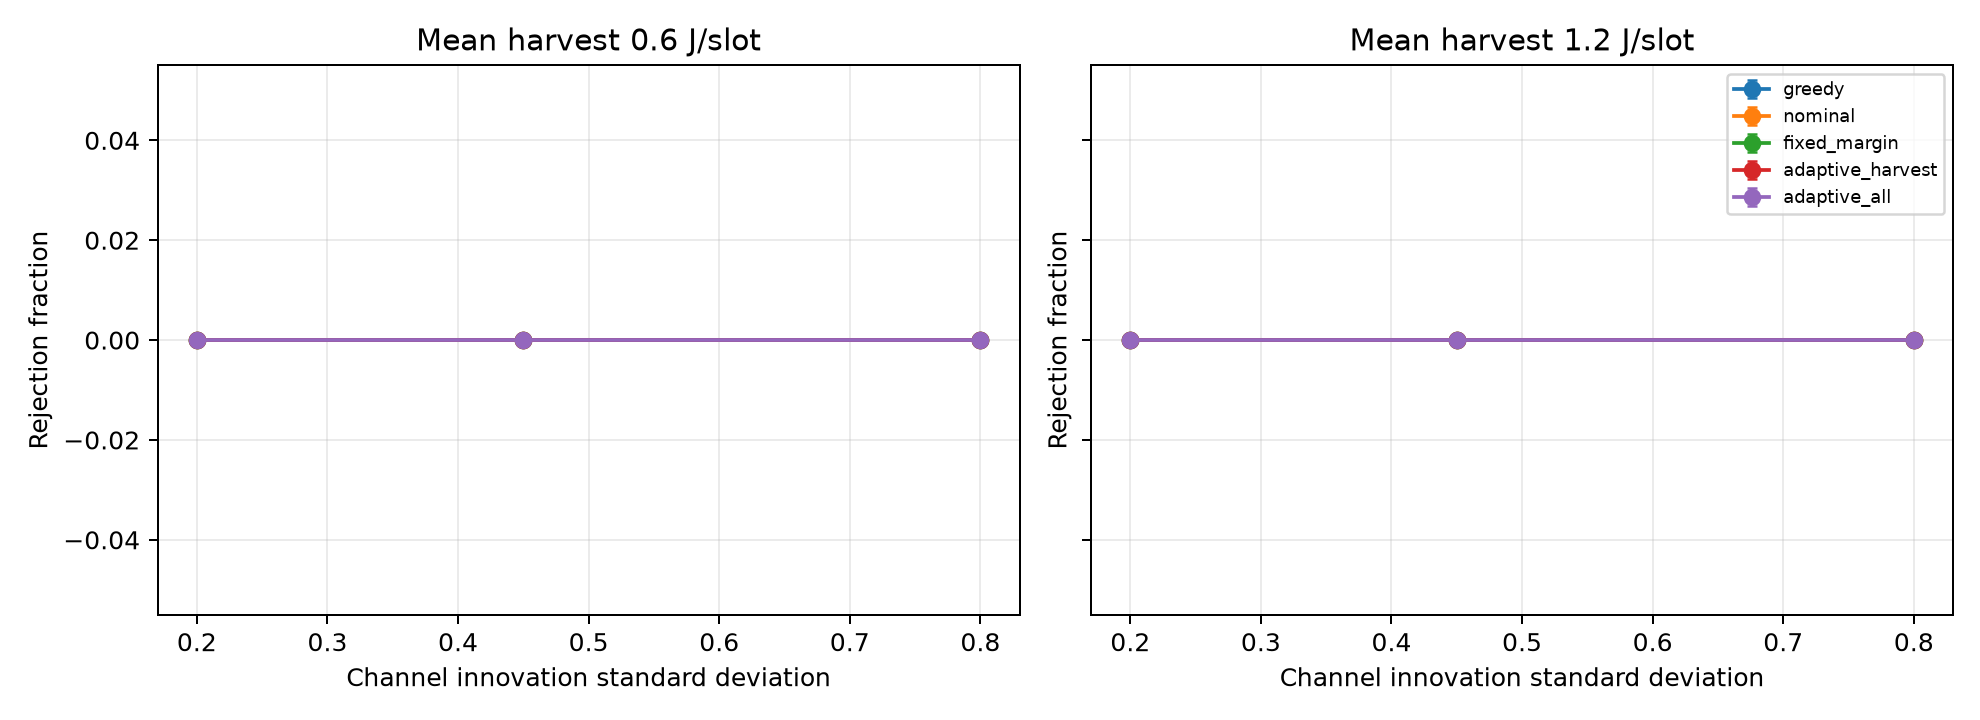 Mean harvest 0.6 J/slot
Rejection fraction
0.04
0.02
0.00
−0.02
−0.04
0.2 0.3 0.4 0.5 0.6 0.7 0.8
Channel innovation standard deviation
Mean harvest 1.2 J/slot
Rejection fraction
greedy
nominal
fixed_margin
adaptive_harvest
adaptive_all
0.2 0.3 0.4 0.5 0.6 0.7 0.8
Channel innovation standard deviation